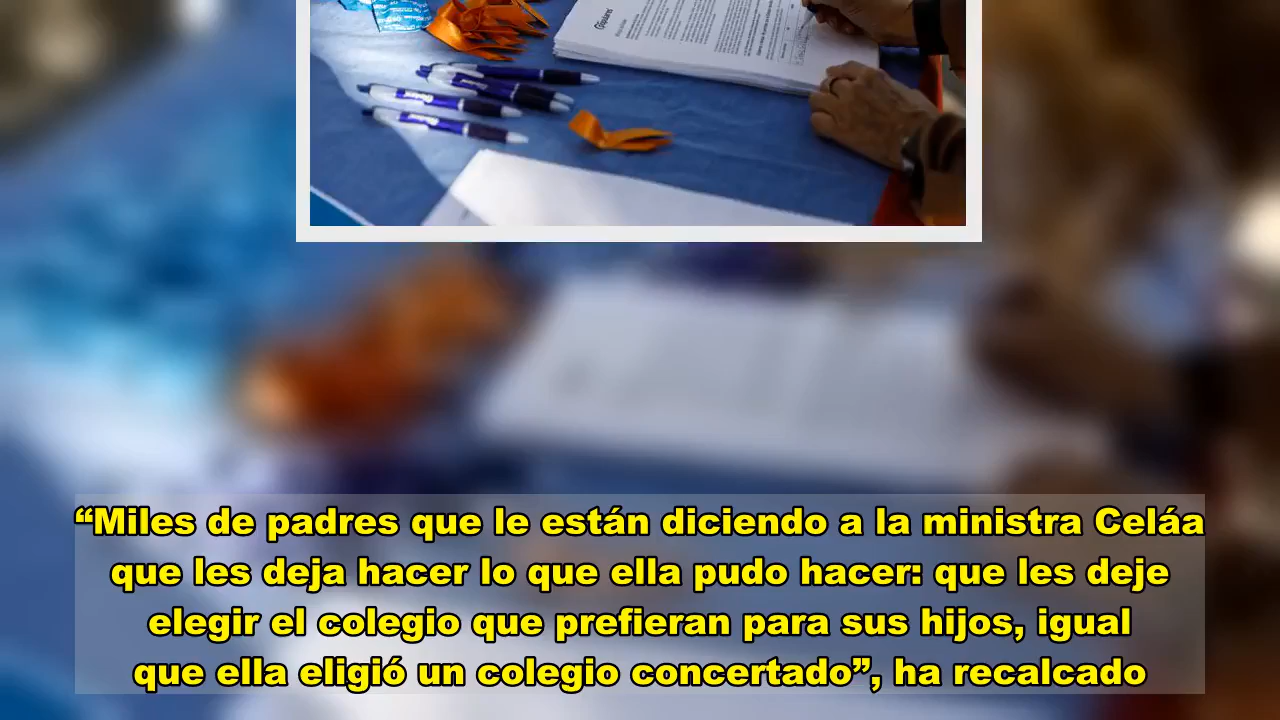 “Miles de padres que le están diciendo a la ministra Celáa
que les deja hacer lo que ella pudo hacer: que les deje
elegir el colegio que prefieran para sus hijos, igual
que ella eligió un colegio concertado”, ha recalcado